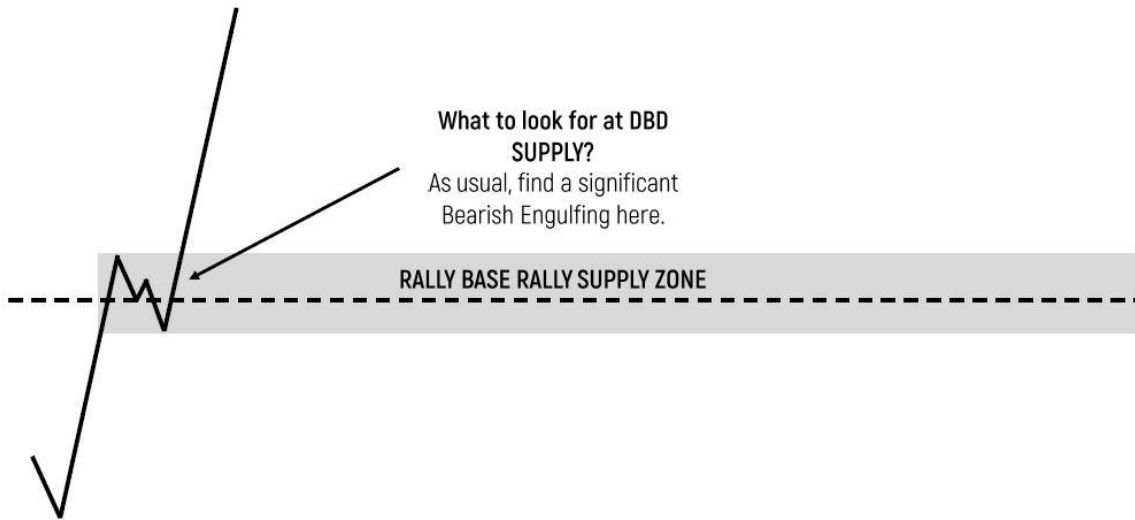 What to look for at DBD
SUPPLY?
As usual, find a significant
Bearish Engulfing here.
RALLY BASE RALLY SUPPLY ZONE